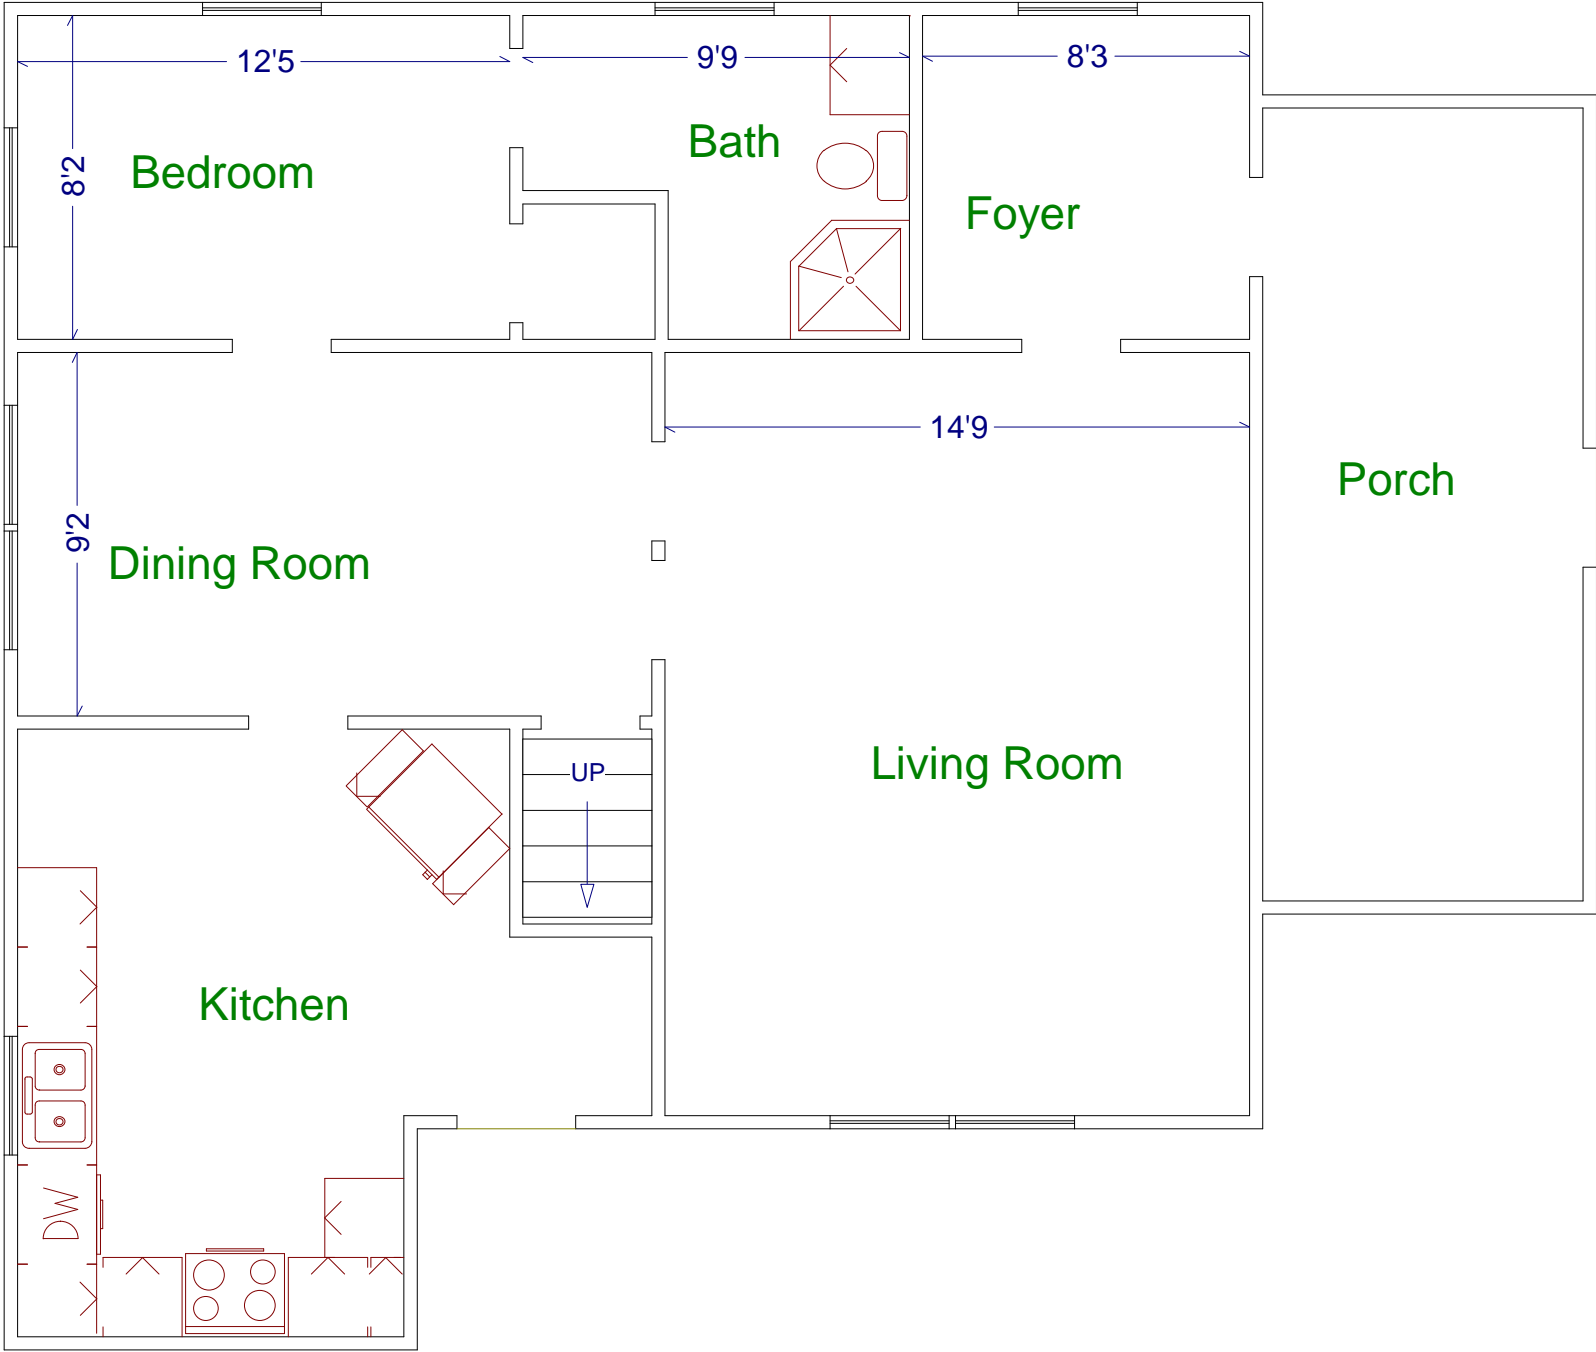 12'5
9'9
8'3
Bath
8'2
Bedroom
Foyer
14'9
Porch
9'2
Dining Room
Living Room
UP
Kitchen
DW